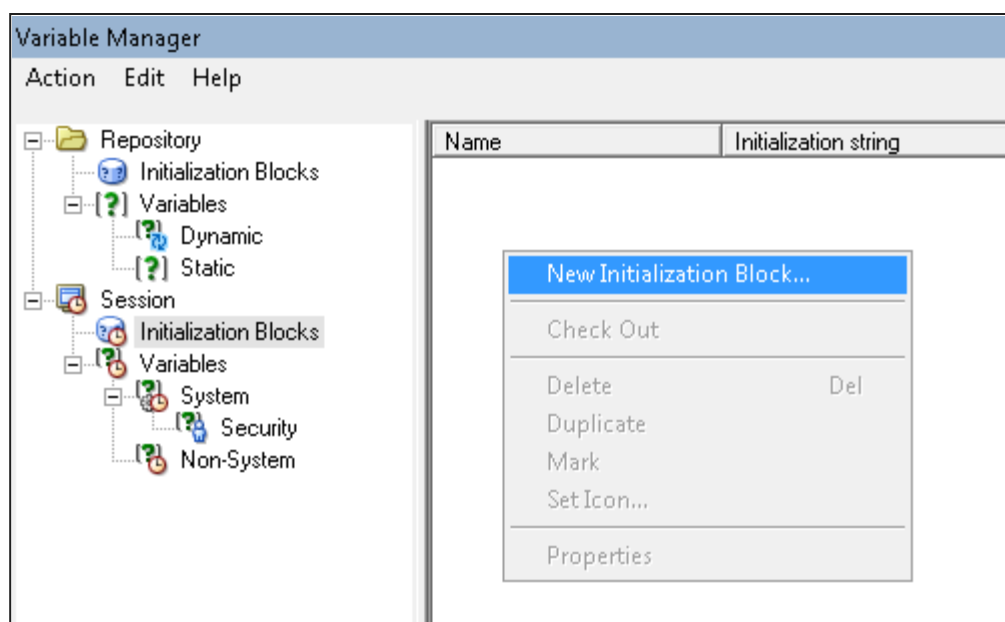 Variable Manager
Action Edit Help
Repository
Initialization Blocks
Variables
Dynamic
Static
Session
Initialization Blocks
Variables
System
Security
Non-System
Name Initialization string
New Initialization Block...
Check Out
Delete Del
Duplicate
Mark
Set Icon...
Properties